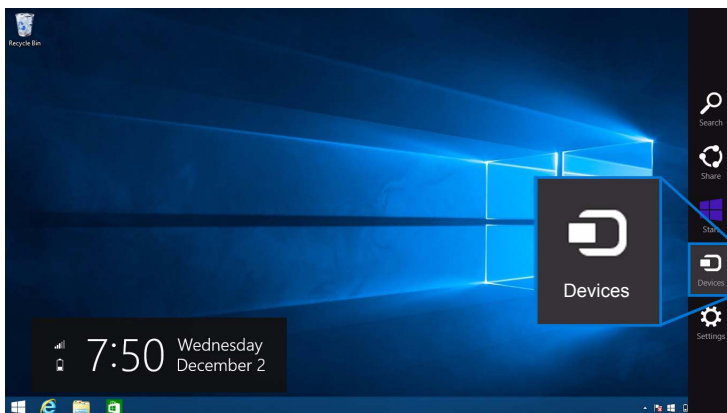 Recycle Bin
Search
Share
Start
Devices
Devices
Settings
7:50
Wednesday
December 2